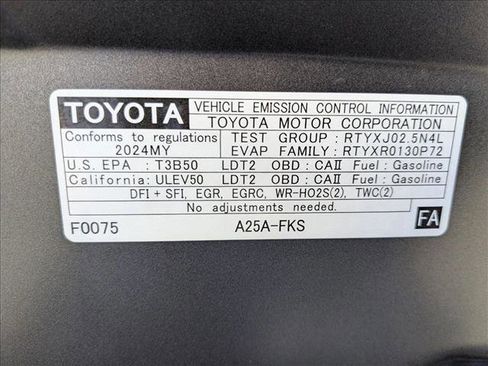 TOYOTA VEHICLE EMISSION CONTROL INFORMATION
TOYOTA MOTOR CORPORATION
Conforms to regulations TEST GROUP : RTYXJ02.5N4L
2024MY EVAP FAMILY : RTYXR0130P72
U.S. EPA : T3B50 LDT2 OBD : CAII Fuel : Gasoline
California: ULEV50 LDT2 OBD : CAII Fuel : Gasoline
DFI + SFI, EGR, EGRC, WR-HO2S(2), TWC(2)
No adjustments needed.
F0075 A25A-FKS FA